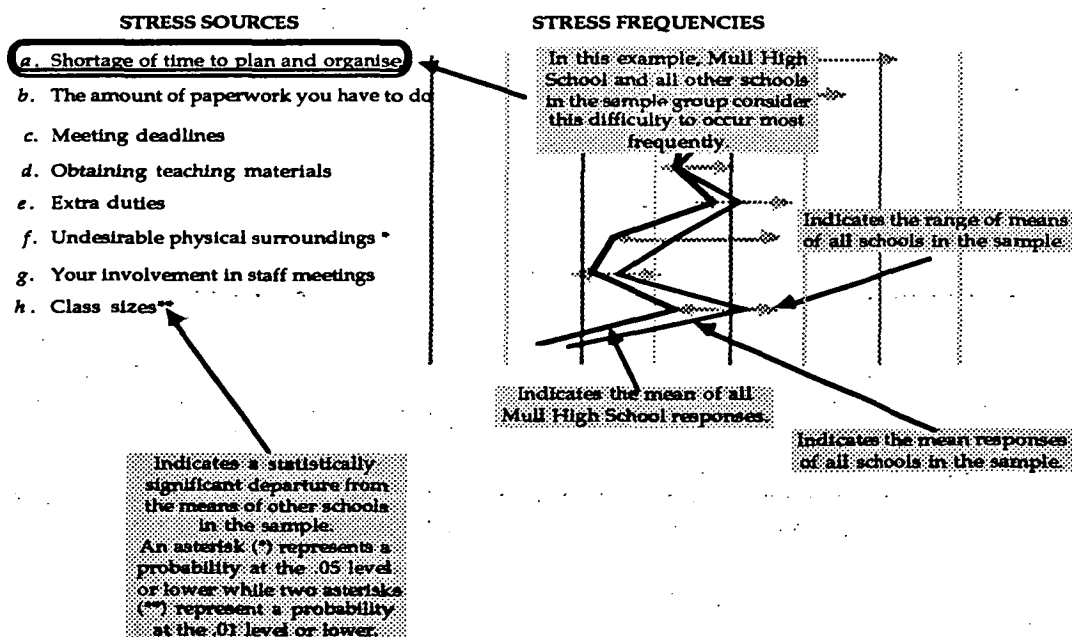 STRESS SOURCES
STRESS FREQUENCIES
a. Shortage of time to plan and organise
b. The amount of paperwork you have to do
c. Meeting deadlines
d. Obtaining teaching materials
e. Extra duties
f. Undesirable physical surroundings *
g. Your involvement in staff meetings
h. Class sizes**
In this example, Mull High
School and all other schools
in the sample group consider
this difficulty to occur most
frequently.
Indicates the range of means
of all schools in the sample.
Indicates the mean of all
Mull High School responses.
Indicates the mean responses
of all schools in the sample.
Indicates a statistically
significant departure from
the means of other schools
in the sample.
An asterisk (*) represents a
probability at the .05 level
or lower while two asterisks
(**) represent a probability
at the .01 level or lower.